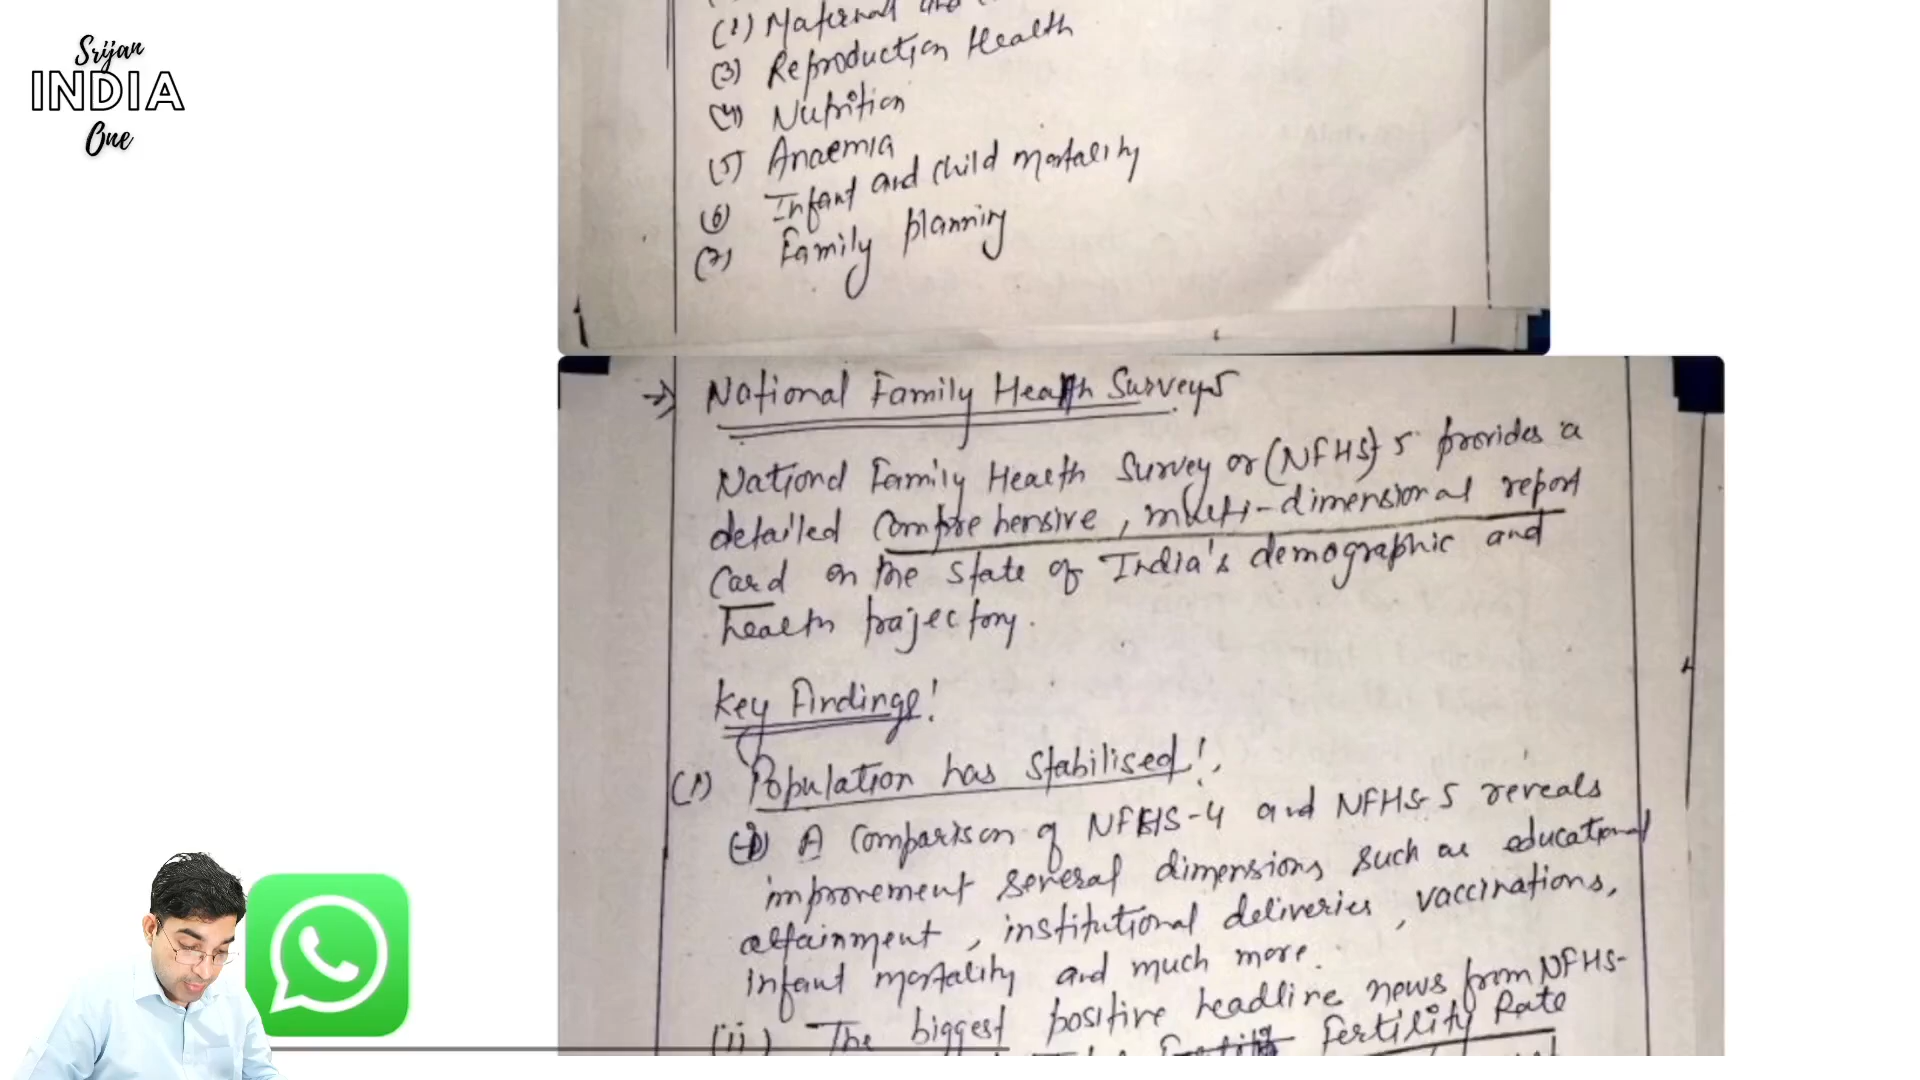 Srijan
INDIA
One
(2) Maternal and
(3) Reproduction Health
(4) Nutrition
(5) Anaemia
(6) Infant and child mortality
(7) Family planning
→ National Family Health Survey 5
National Family Health Survey or (NFHS)-5 provides a
detailed comprehensive, multi-dimensional report
card on the state of India's demographic and
health trajectory.
Key Findings!
(1) Population has stabilised!,
(i) A comparison of NFHS-4 and NFHS-5 reveals
improvement several dimensions such as educational
attainment, institutional deliveries, vaccinations,
infant mortality and much more.
(ii) The biggest positive headline news from NFHS-
Fertility Rate